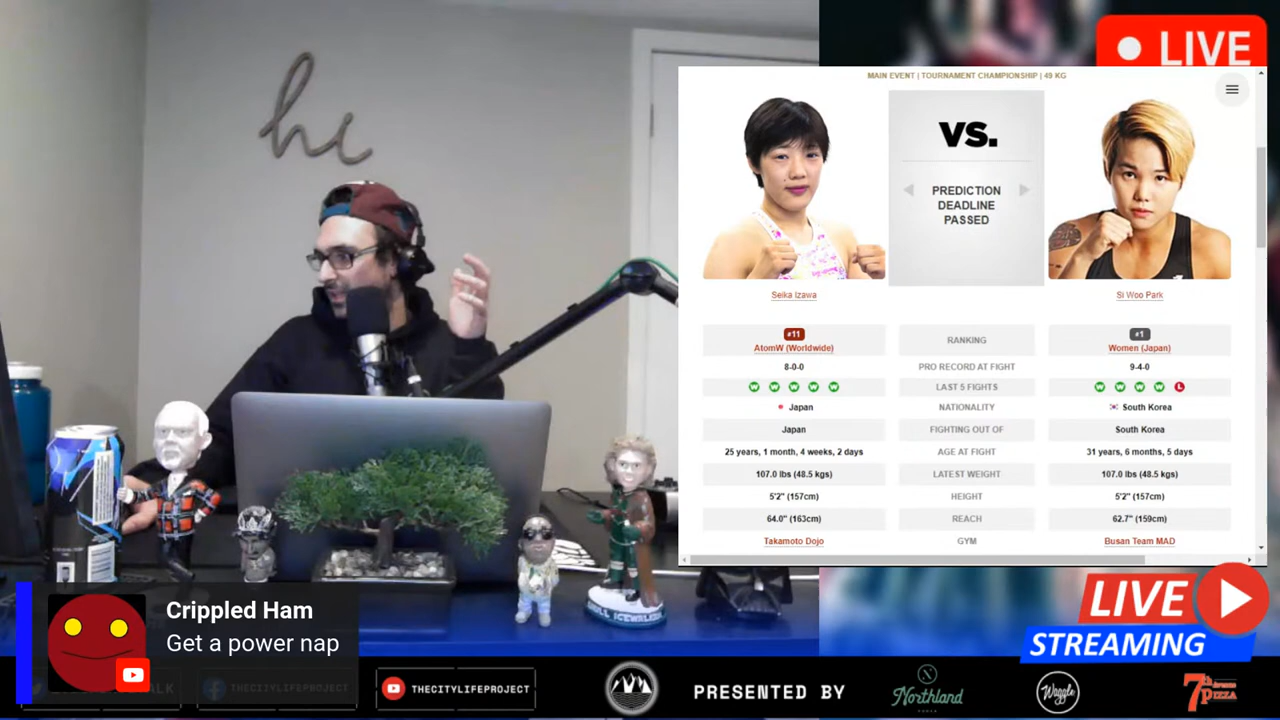 hi
LIVE
MAIN EVENT | TOURNAMENT CHAMPIONSHIP | 49 KG
VS.
PREDICTION
DEADLINE
PASSED
Seika Izawa
Si Woo Park
#11
AtomW (Worldwide)
RANKING
#1
Women (Japan)
8-0-0
PRO RECORD AT FIGHT
9-4-0
W W W W W
LAST 5 FIGHTS
W W W W L
Japan
NATIONALITY
South Korea
Japan
FIGHTING OUT OF
South Korea
25 years, 1 month, 4 weeks, 2 days
AGE AT FIGHT
31 years, 6 months, 5 days
107.0 lbs (48.5 kgs)
LATEST WEIGHT
107.0 lbs (48.5 kgs)
5'2" (157cm)
HEIGHT
5'2" (157cm)
64.0" (163cm)
REACH
62.7" (159cm)
Takamoto Dojo
GYM
Busan Team MAD
LIVE
STREAMING
Crippled Ham
Get a power nap
THECITYLIFEPROJECT
THECITYLIFEPROJECT
PRESENTED BY
Northland
Waggle
7th Avenue
PIZZA